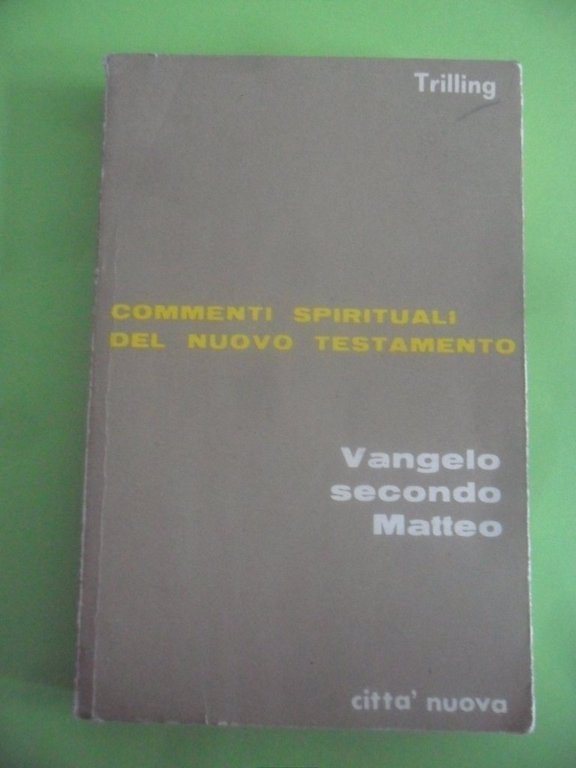 Trilling
COMMENTI SPIRITUALI
DEL NUOVO TESTAMENTO
Vangelo
secondo
Matteo
citta' nuova